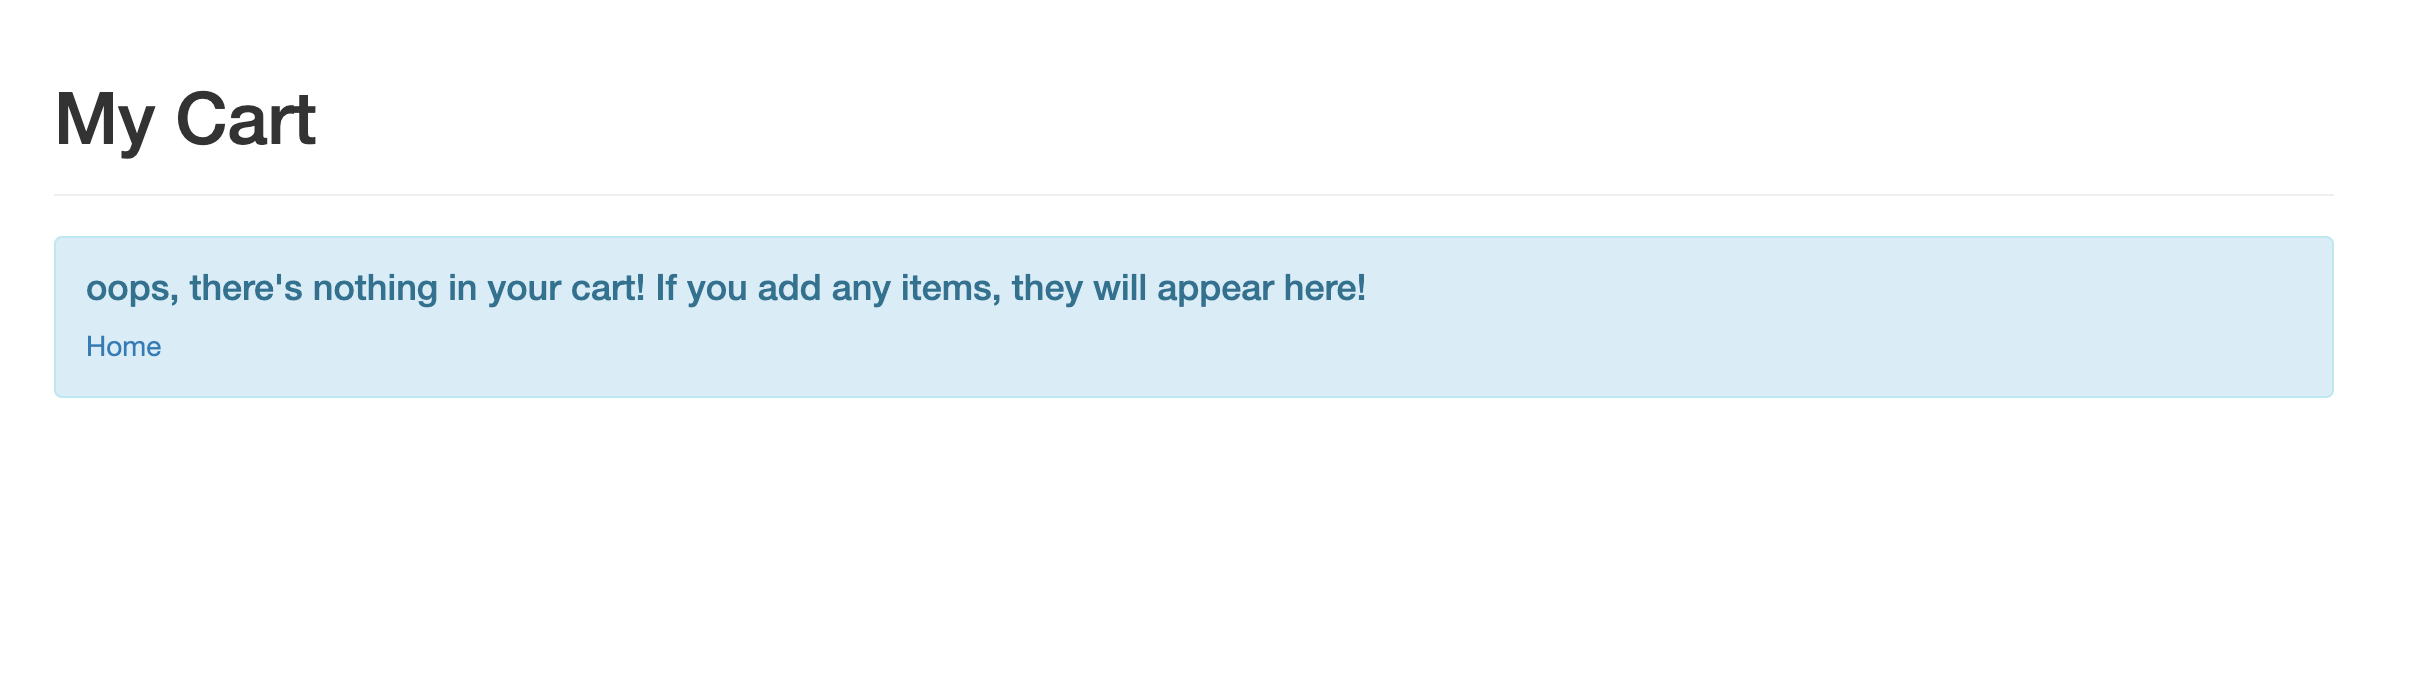 My Cart
oops, there's nothing in your cart! If you add any items, they will appear here!
Home